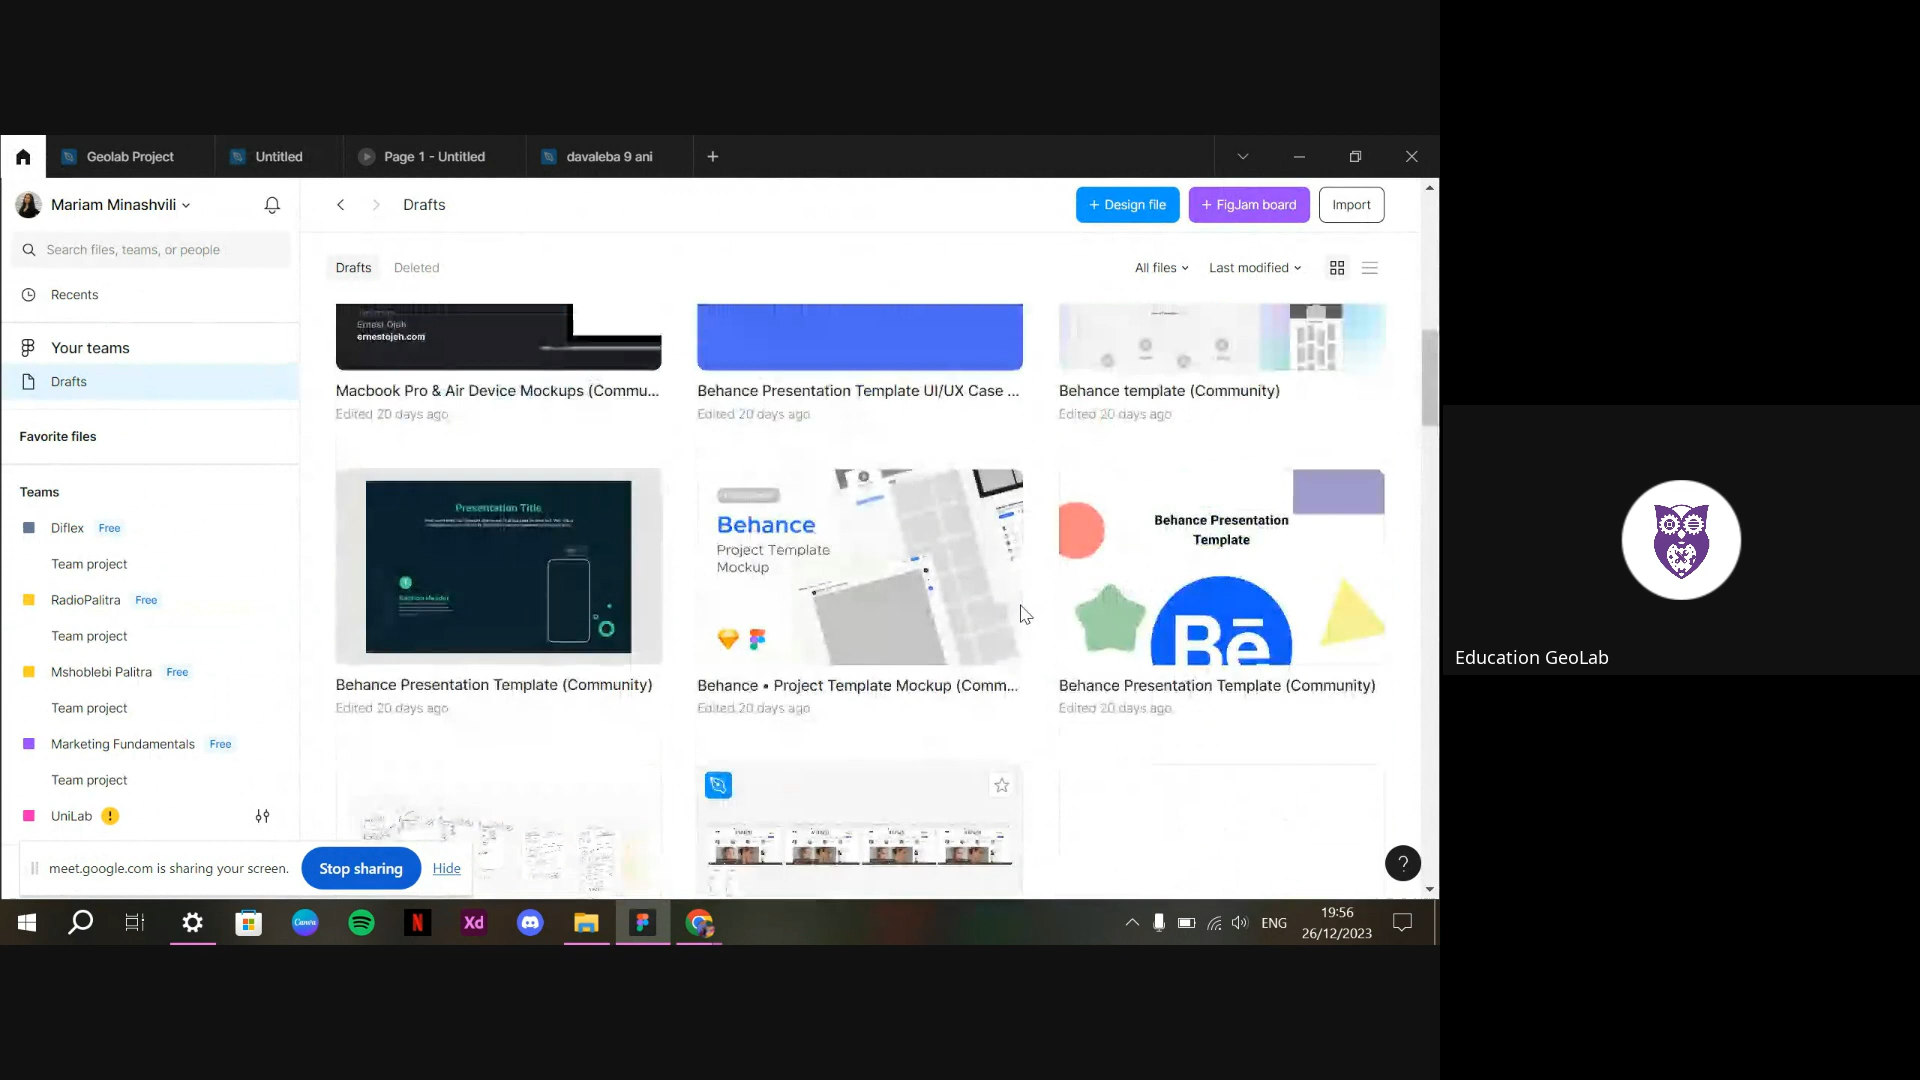 Geolab Project
Untitled
Page 1 - Untitled
davaleba 9 ani
Mariam Minashvili
Drafts
+ Design file
+ FigJam board
Import
Search files, teams, or people
Drafts
Deleted
All files
Last modified
Recents
Your teams
Drafts
Favorite files
Teams
Diflex Free
Team project
RadioPalitra Free
Team project
Mshoblebi Palitra Free
Team project
Marketing Fundamentals Free
Team project
UniLab
Ernest Ojeh
ernestojeh.com
Macbook Pro & Air Device Mockups (Commu...
Edited 20 days ago
Behance Presentation Template UI/UX Case ...
Edited 20 days ago
Behance template (Community)
Edited 20 days ago
Presentation Title
Behance Presentation Template (Community)
Edited 20 days ago
Behance
Project Template
Mockup
Behance • Project Template Mockup (Comm...
Edited 20 days ago
Behance Presentation
Template
Bē
Behance Presentation Template (Community)
Edited 20 days ago
meet.google.com is sharing your screen.
Stop sharing
Hide
Canva
N
Xd
ENG
19:56
26/12/2023
Education GeoLab